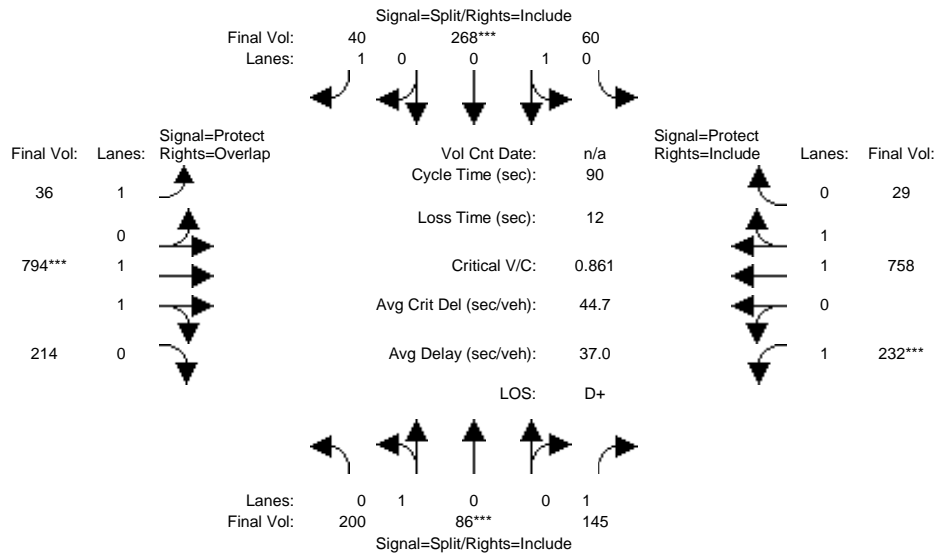 Signal=Split/Rights=Include
Final Vol: 40 268*** 60
Lanes: 1 0 0 1 0
Signal=Protect Signal=Protect
Final Vol: Lanes: Rights=Overlap Vol Cnt Date: n/a Rights=Include Lanes: Final Vol:
Cycle Time (sec): 90
36 1 0 29
Loss Time (sec): 12
0 1
794*** 1 Critical V/C: 0.861 1 758
1 Avg Crit Del (sec/veh): 44.7 0
214 0 Avg Delay (sec/veh): 37.0 1 232***
LOS: D+
Lanes: 0 1 0 0 1
Final Vol: 200 86*** 145
Signal=Split/Rights=Include